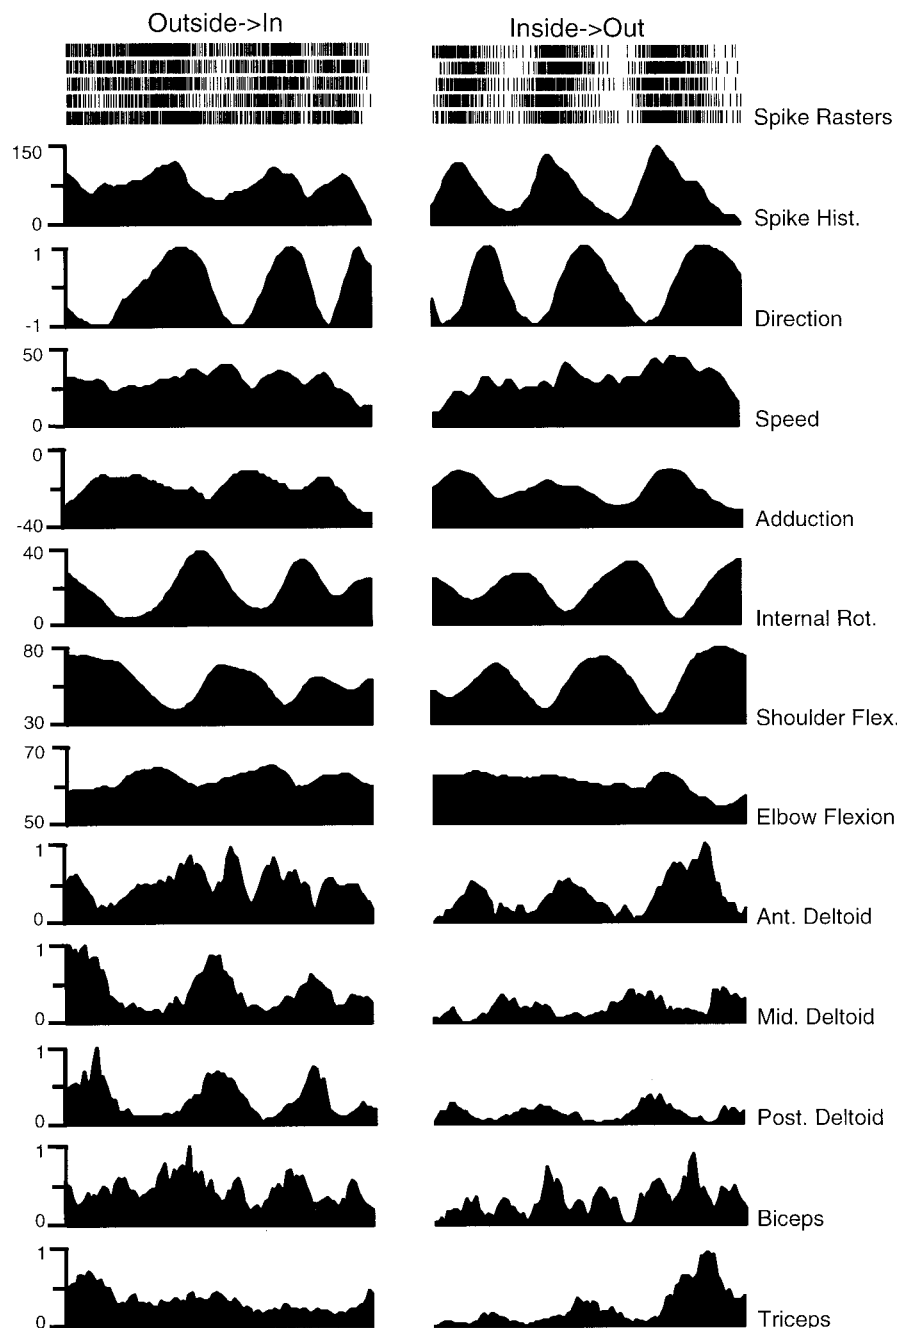 Outside->In
Inside->Out
Spike Rasters
150
0
Spike Hist.
1
-1
Direction
50
0
Speed
0
-40
Adduction
40
0
Internal Rot.
80
30
Shoulder Flex.
70
50
Elbow Flexion
1
0
Ant. Deltoid
1
0
Mid. Deltoid
1
0
Post. Deltoid
1
0
Biceps
1
0
Triceps